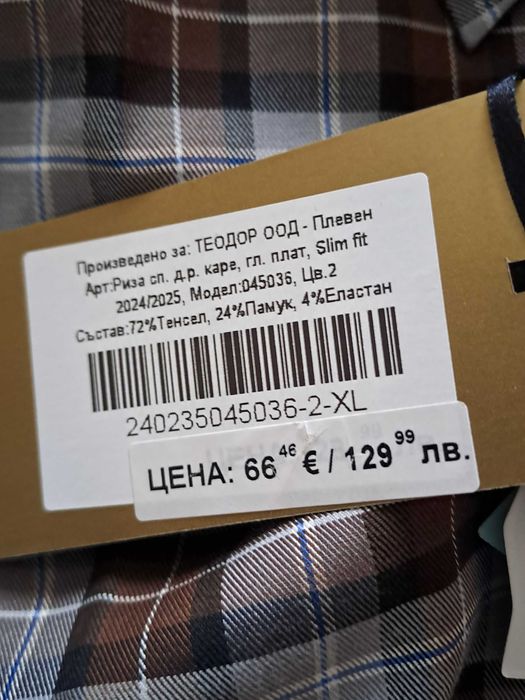 Произведено за: ТЕОДОР ООД - Плевен
Арт:Риза сп. д.р. каре, гл. плат, Slim fit
2024/2025, Модел:045036, Цв.2
Състав:72%Тенсел, 24%Памук, 4%Еластан
240235045036-2-XL
ЦЕНА: 66 46 € / 129 99 лв.